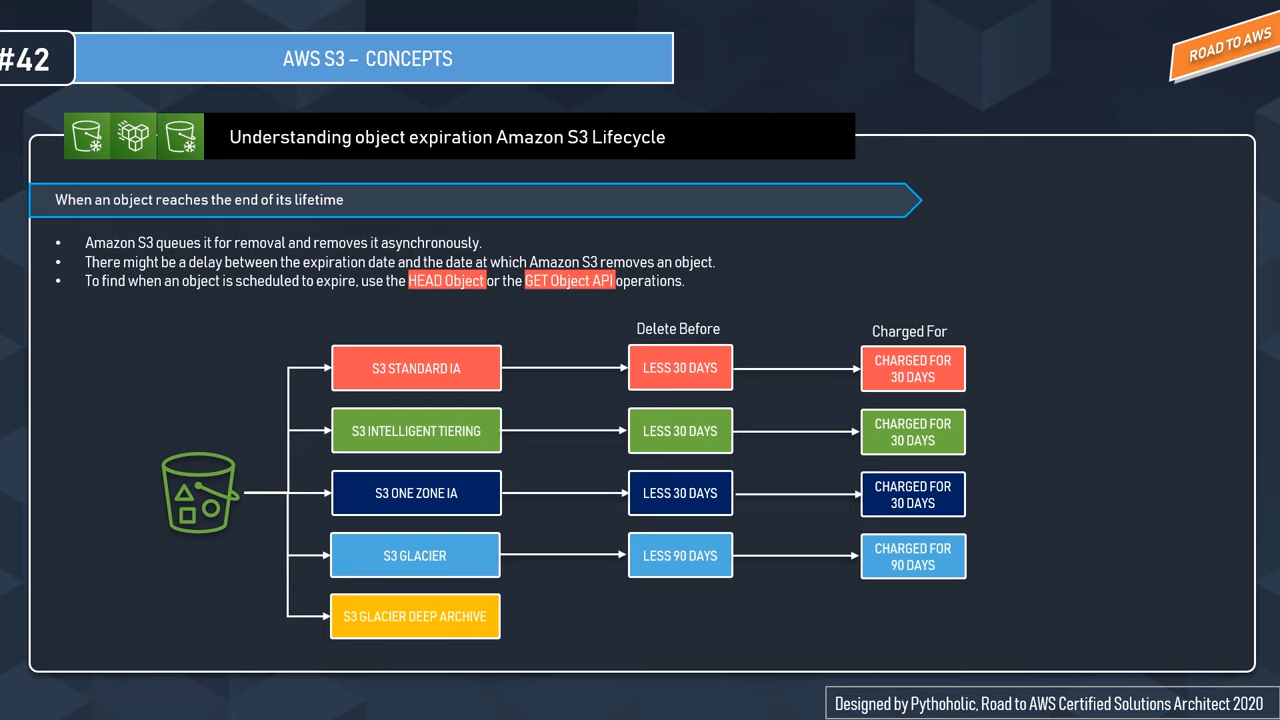 #42
AWS S3 – CONCEPTS
ROAD TO AWS
Understanding object expiration Amazon S3 Lifecycle
When an object reaches the end of its lifetime
• Amazon S3 queues it for removal and removes it asynchronously.
• There might be a delay between the expiration date and the date at which Amazon S3 removes an object.
• To find when an object is scheduled to expire, use the HEAD Object or the GET Object API operations.
Delete Before
Charged For
S3 STANDARD IA
LESS 30 DAYS
CHARGED FOR
30 DAYS
S3 INTELLIGENT TIERING
LESS 30 DAYS
CHARGED FOR
30 DAYS
S3 ONE ZONE IA
LESS 30 DAYS
CHARGED FOR
30 DAYS
S3 GLACIER
LESS 90 DAYS
CHARGED FOR
90 DAYS
S3 GLACIER DEEP ARCHIVE
Designed by Pythoholic, Road to AWS Certified Solutions Architect 2020